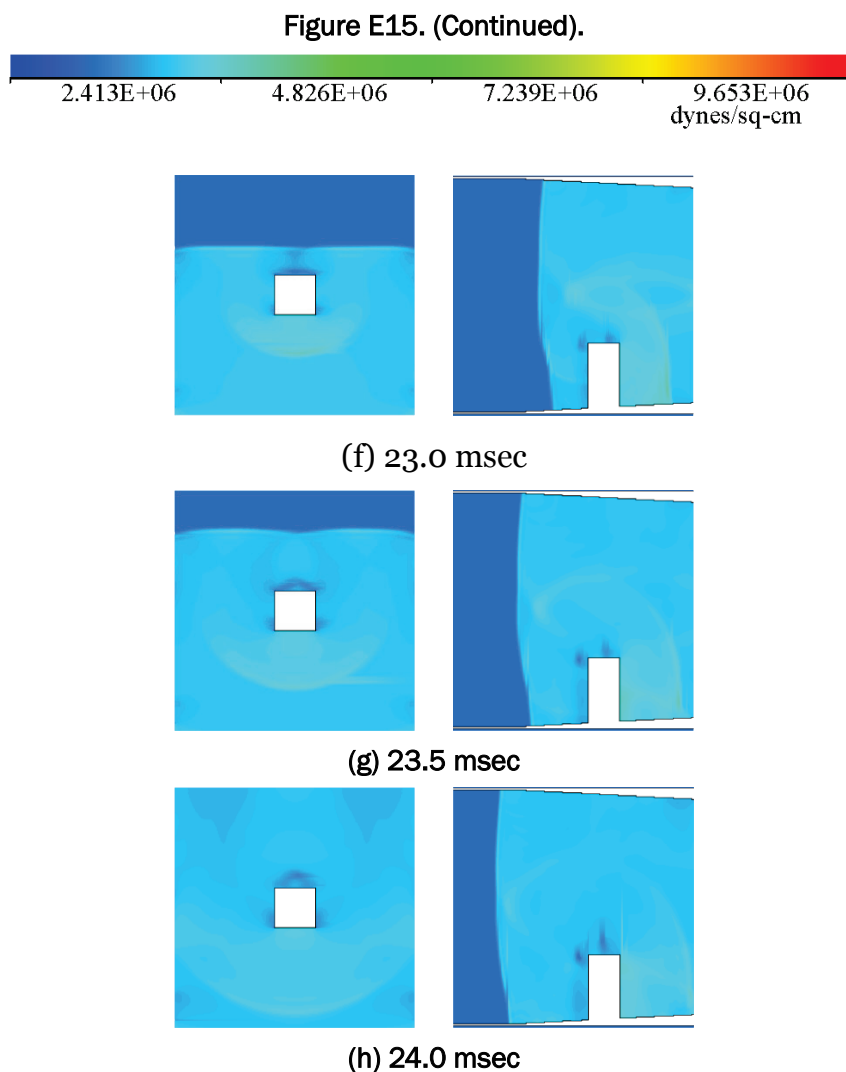 Figure E15. (Continued).
2.413E+06 4.826E+06 7.239E+06 9.653E+06
dynes/sq-cm
(f) 23.0 msec
(g) 23.5 msec
(h) 24.0 msec